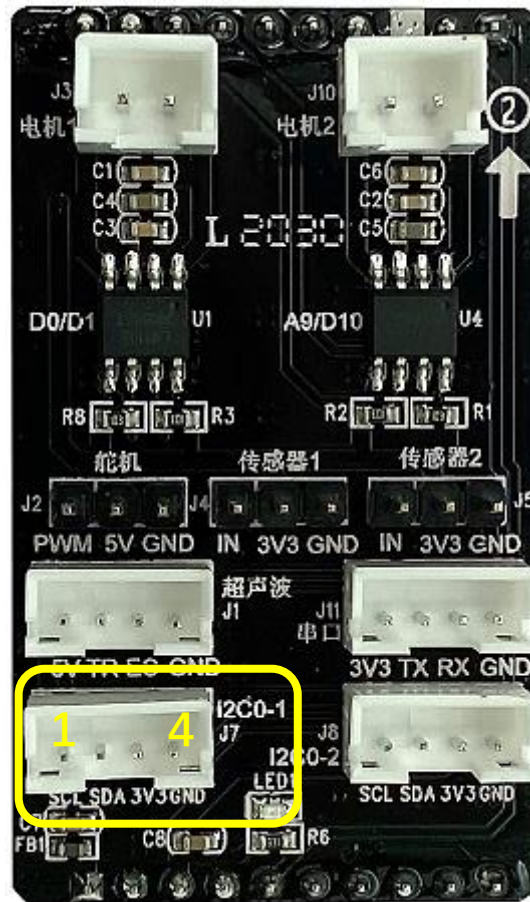 J3 J10
电机1 电机2 ②
C1 C6
C4 C2
C3 L 2030 C5
D0/D1 U1 A9/D10 U4
R8 R3 R2 R1
舵机 传感器1 传感器2
J2 J4 J5
PWM 5V GND IN 3V3 GND IN 3V3 GND
超声波
J1 J11
串口
5V TR EC GND 3V3 TX RX GND
1 4 I2C0-1
J7 J8
I2C0-2
SCL SDA 3V3 GND LED1 SCL SDA 3V3 GND
C7
FB1 C8 R6